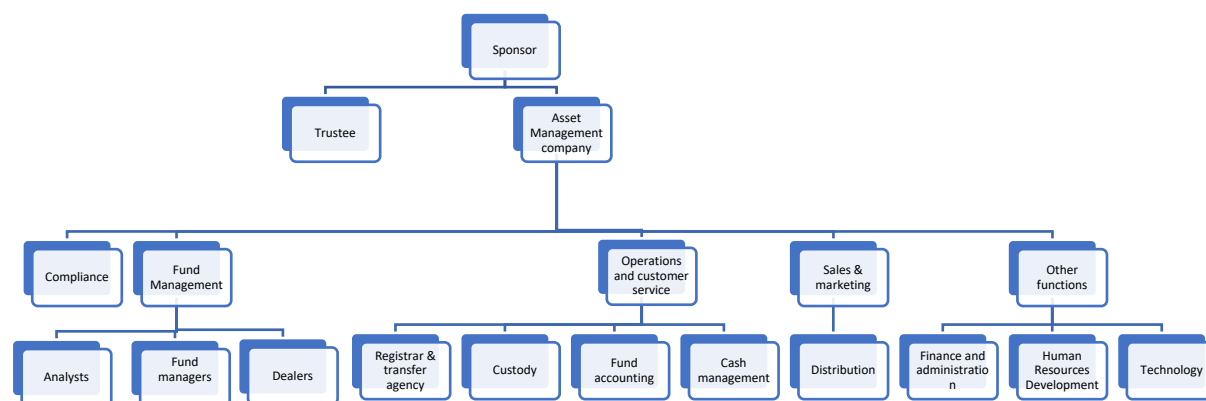 Sponsor
Trustee
Asset
Management
company
Compliance
Fund
Management
Operations
and customer
service
Sales &
marketing
Other
functions
Analysts
Fund
managers
Dealers
Registrar &
transfer
agency
Custody
Fund
accounting
Cash
management
Distribution
Finance and
administratio
n
Human
Resources
Development
Technology